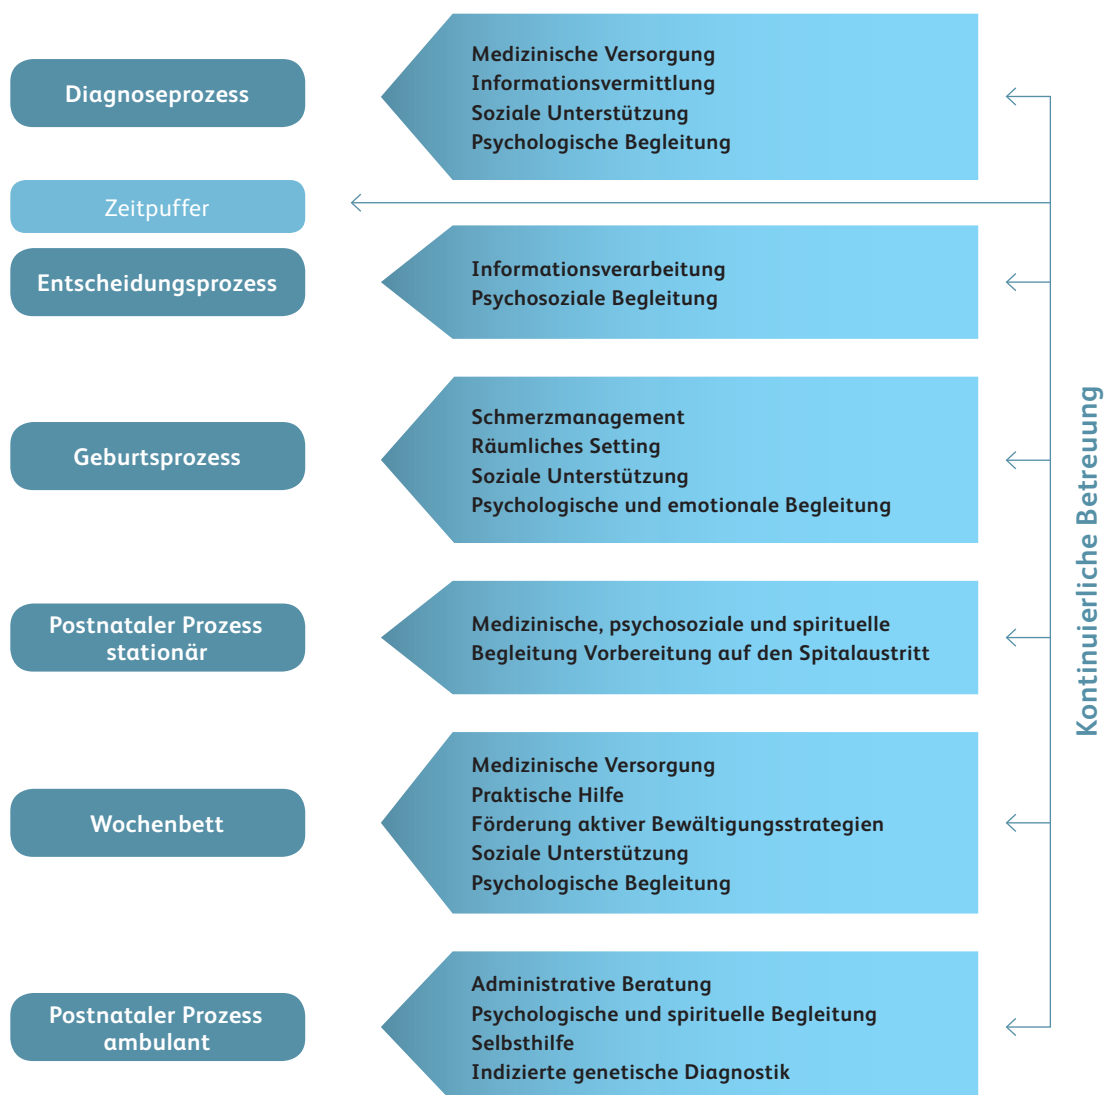 Diagnoseprozess
Medizinische Versorgung
Informationsvermittlung
Soziale Unterstützung
Psychologische Begleitung
Zeitpuffer
Entscheidungsprozess
Informationsverarbeitung
Psychosoziale Begleitung
Geburtsprozess
Schmerzmanagement
Räumliches Setting
Soziale Unterstützung
Psychologische und emotionale Begleitung
Postnataler Prozess
stationär
Medizinische, psychosoziale und spirituelle
Begleitung Vorbereitung auf den Spitalaustritt
Wochenbett
Medizinische Versorgung
Praktische Hilfe
Förderung aktiver Bewältigungsstrategien
Soziale Unterstützung
Psychologische Begleitung
Postnataler Prozess
ambulant
Administrative Beratung
Psychologische und spirituelle Begleitung
Selbsthilfe
Indizierte genetische Diagnostik
Kontinuierliche Betreuung